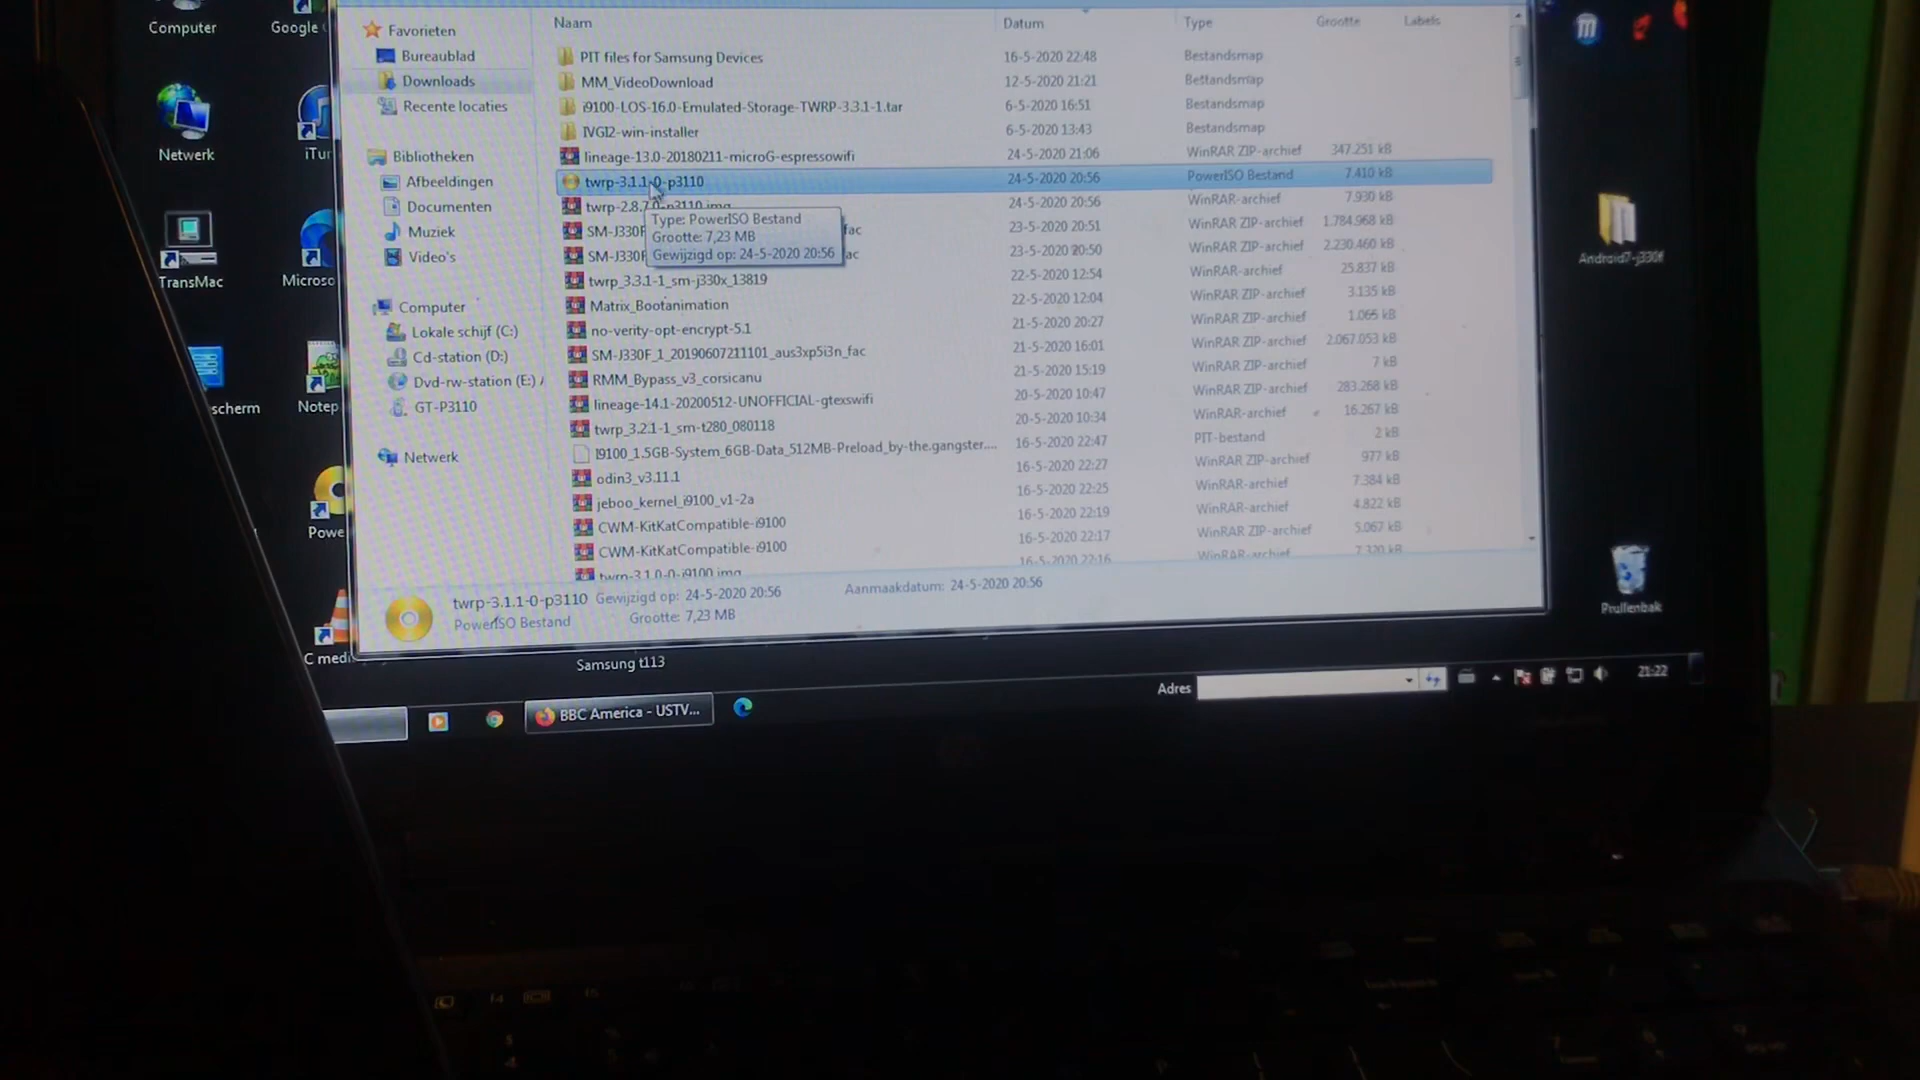 Computer
Google
Netwerk
iTur
TransMac
Microso
scherm
Notep
Powe
C medi
Favorieten
Bureaublad
Downloads
Recente locaties
Bibliotheken
Afbeeldingen
Documenten
Muziek
Video's
Computer
Lokale schijf (C:)
Cd-station (D:)
Dvd-rw-station (E:)
GT-P3110
Netwerk
Naam Datum Type Grootte Labels
PIT files for Samsung Devices 16-5-2020 22:48 Bestandsmap
MM_VideoDownload 12-5-2020 21:21 Bestandsmap
i9100-LOS-16.0-Emulated-Storage-TWRP-3.3.1-1.tar 6-5-2020 16:51 Bestandsmap
IVGI2-win-installer 6-5-2020 13:43 Bestandsmap
lineage-13.0-20180211-microG-espressowifi 24-5-2020 21:06 WinRAR ZIP-archief 347.251 kB
twrp-3.1.1-0-p3110 24-5-2020 20:56 PowerISO Bestand 7.410 kB
twrp-2.8.7.0-p3110.img 24-5-2020 20:56 WinRAR-archief 7.930 kB
SM-J330F fac 23-5-2020 20:51 WinRAR ZIP-archief 1.784.968 kB
SM-J330F ac 23-5-2020 20:50 WinRAR ZIP-archief 2.230.460 kB
Type: PowerISO Bestand
Grootte: 7,23 MB
Gewijzigd op: 24-5-2020 20:56
twrp_3.3.1-1_sm-j330x_13819 22-5-2020 12:54 WinRAR-archief 25.837 kB
Matrix_Bootanimation 22-5-2020 12:04 WinRAR ZIP-archief 3.135 kB
no-verity-opt-encrypt-5.1 21-5-2020 20:27 WinRAR ZIP-archief 1.065 kB
SM-J330F_1_20190607211101_aus3xp5i3n_fac 21-5-2020 16:01 WinRAR ZIP-archief 2.067.053 kB
RMM_Bypass_v3_corsicanu 21-5-2020 15:19 WinRAR ZIP-archief 7 kB
lineage-14.1-20200512-UNOFFICIAL-gtexswifi 20-5-2020 10:47 WinRAR ZIP-archief 283.268 kB
twrp_3.2.1-1_sm-t280_080118 20-5-2020 10:34 WinRAR-archief 16.267 kB
I9100_1.5GB-System_6GB-Data_512MB-Preload_by-the.gangster.... 16-5-2020 22:47 PIT-bestand 2 kB
odin3_v3.11.1 16-5-2020 22:27 WinRAR ZIP-archief 977 kB
jeboo_kernel_i9100_v1-2a 16-5-2020 22:25 WinRAR-archief 7.384 kB
CWM-KitKatCompatible-i9100 16-5-2020 22:19 WinRAR-archief 4.822 kB
CWM-KitKatCompatible-i9100 16-5-2020 22:17 WinRAR ZIP-archief 5.067 kB
twrp-3.1.0-0-i9100.img 16-5-2020 22:16 WinRAR-archief 7.320 kB
twrp-3.1.1-0-p3110 Gewijzigd op: 24-5-2020 20:56 Aanmaakdatum: 24-5-2020 20:56
PowerISO Bestand Grootte: 7,23 MB
Android7-j330f
Prullenbak
Samsung t113
BBC America - USTV...
Adres
21:22